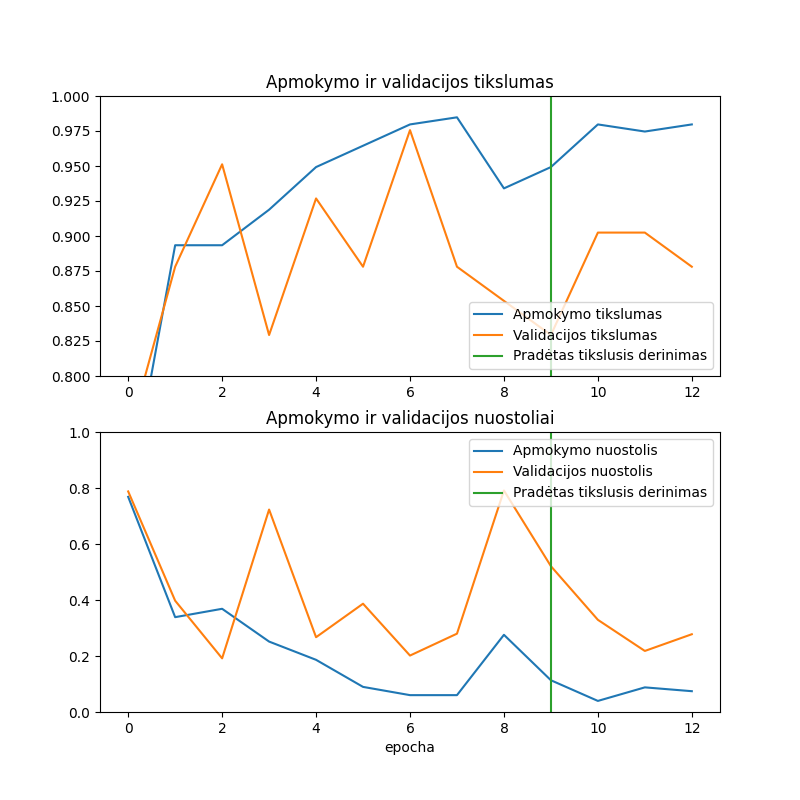 Apmokymo ir validacijos tikslumas
1.000
0.975
0.950
0.925
0.900
0.875
0.850
0.825
0.800
Apmokymo tikslumas
Validacijos tikslumas
Pradėtas tikslusis derinimas
0 2 4 6 8 10 12
Apmokymo ir validacijos nuostoliai
1.0
0.8
0.6
0.4
0.2
0.0
Apmokymo nuostolis
Validacijos nuostolis
Pradėtas tikslusis derinimas
0 2 4 6 8 10 12
epocha